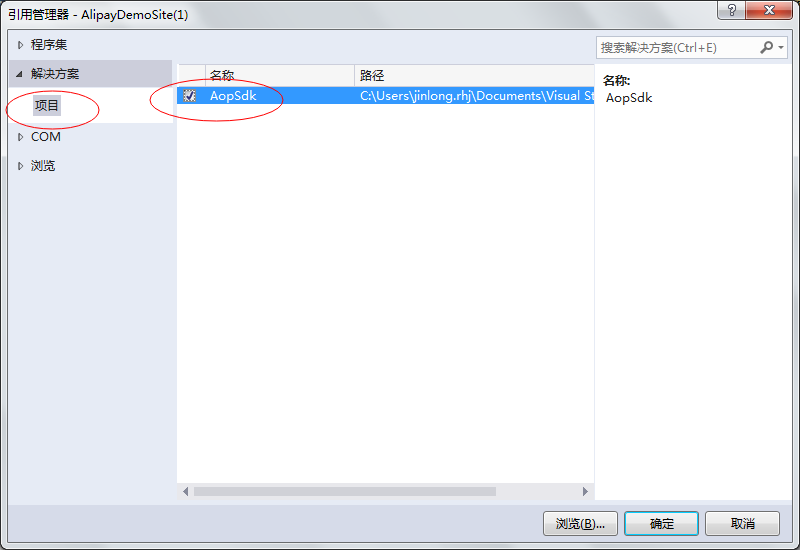 引用管理器 - AlipayDemoSite(1)
程序集
解决方案
项目
COM
浏览
名称
路径
AopSdk
C:\Users\jinlong.rhj\Documents\Visual St
搜索解决方案(Ctrl+E)
名称:
AopSdk
浏览(B)...
确定
取消